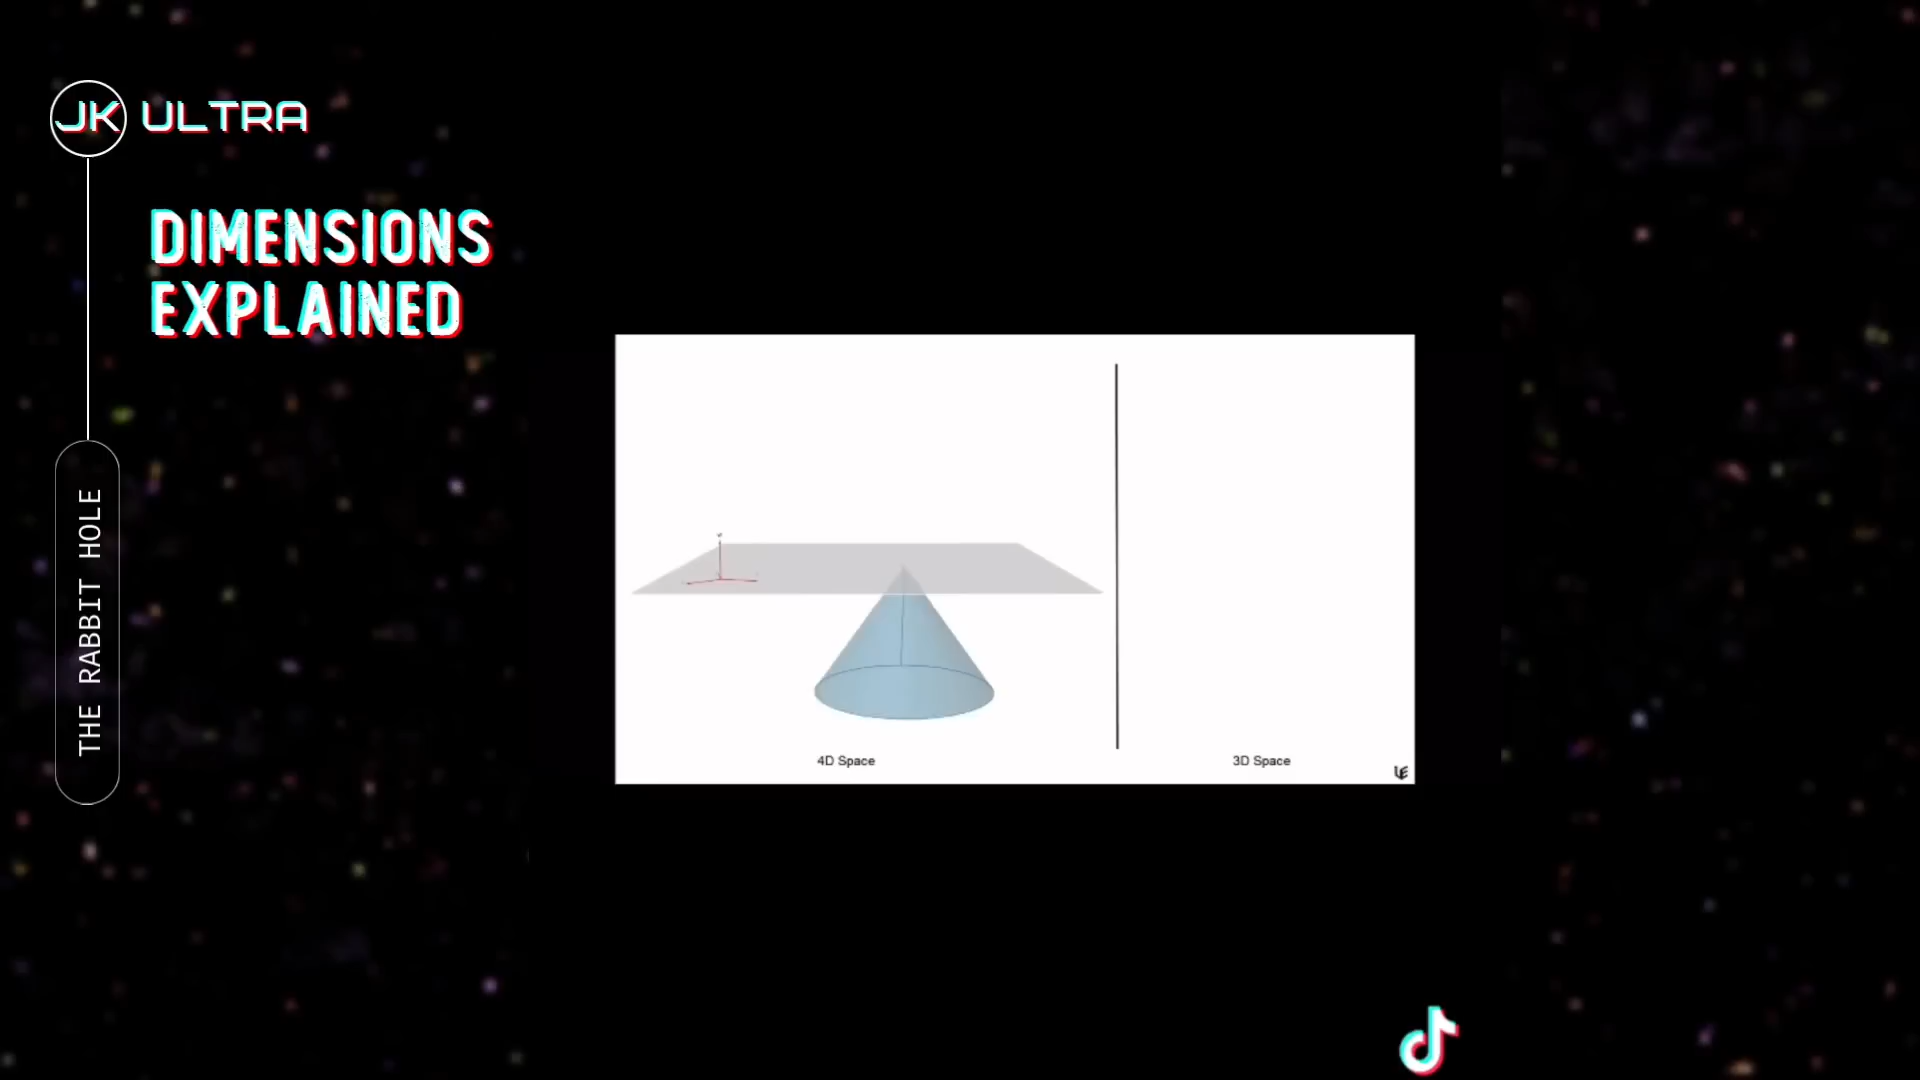 JK ULTRA
DIMENSIONS
EXPLAINED
THE RABBIT HOLE
4D Space
3D Space